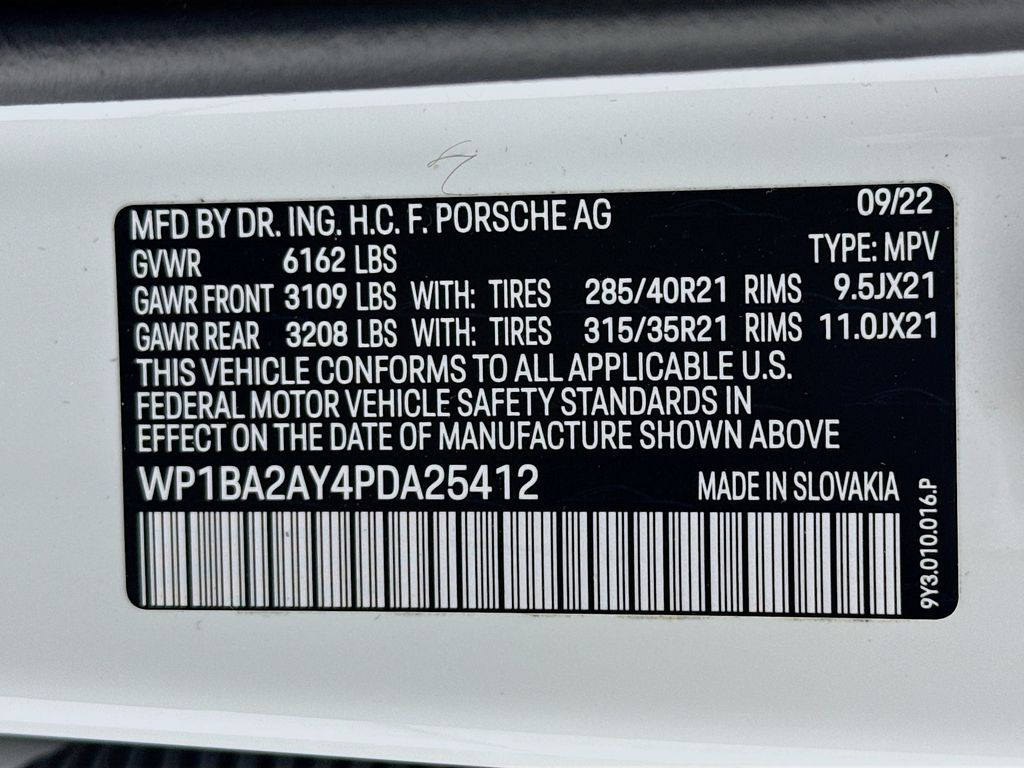 MFD BY DR. ING. H.C. F. PORSCHE AG 09/22
GVWR 6162 LBS TYPE: MPV
GAWR FRONT 3109 LBS WITH: TIRES 285/40R21 RIMS 9.5JX21
GAWR REAR 3208 LBS WITH: TIRES 315/35R21 RIMS 11.0JX21
THIS VEHICLE CONFORMS TO ALL APPLICABLE U.S.
FEDERAL MOTOR VEHICLE SAFETY STANDARDS IN
EFFECT ON THE DATE OF MANUFACTURE SHOWN ABOVE
WP1BA2AY4PDA25412 MADE IN SLOVAKIA
9Y3.010.016.P